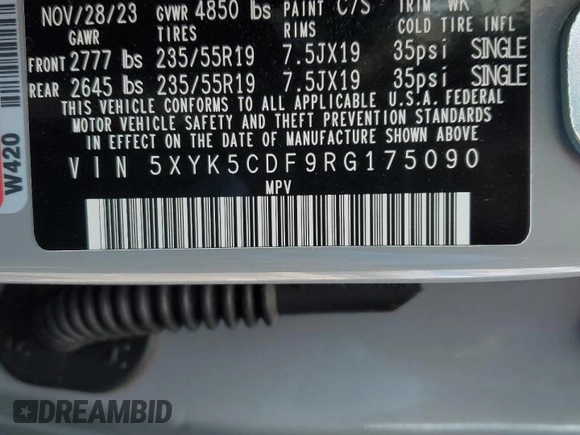 NOV/28/23 GVWR 4850 lbs PAINT C/S TRIM WK
GAWR TIRES RIMS COLD TIRE INFL
FRONT 2777 lbs 235/55R19 7.5JX19 35psi SINGLE
REAR 2645 lbs 235/55R19 7.5JX19 35psi SINGLE
THIS VEHICLE CONFORMS TO ALL APPLICABLE U.S.A. FEDERAL
MOTOR VEHICLE SAFETY AND THEFT PREVENTION STANDARDS
IN EFFECT ON THE DATE OF MANUFACTURE SHOWN ABOVE
VIN 5XYK5CDF9RG175090
MPV
W420
DREAMBID